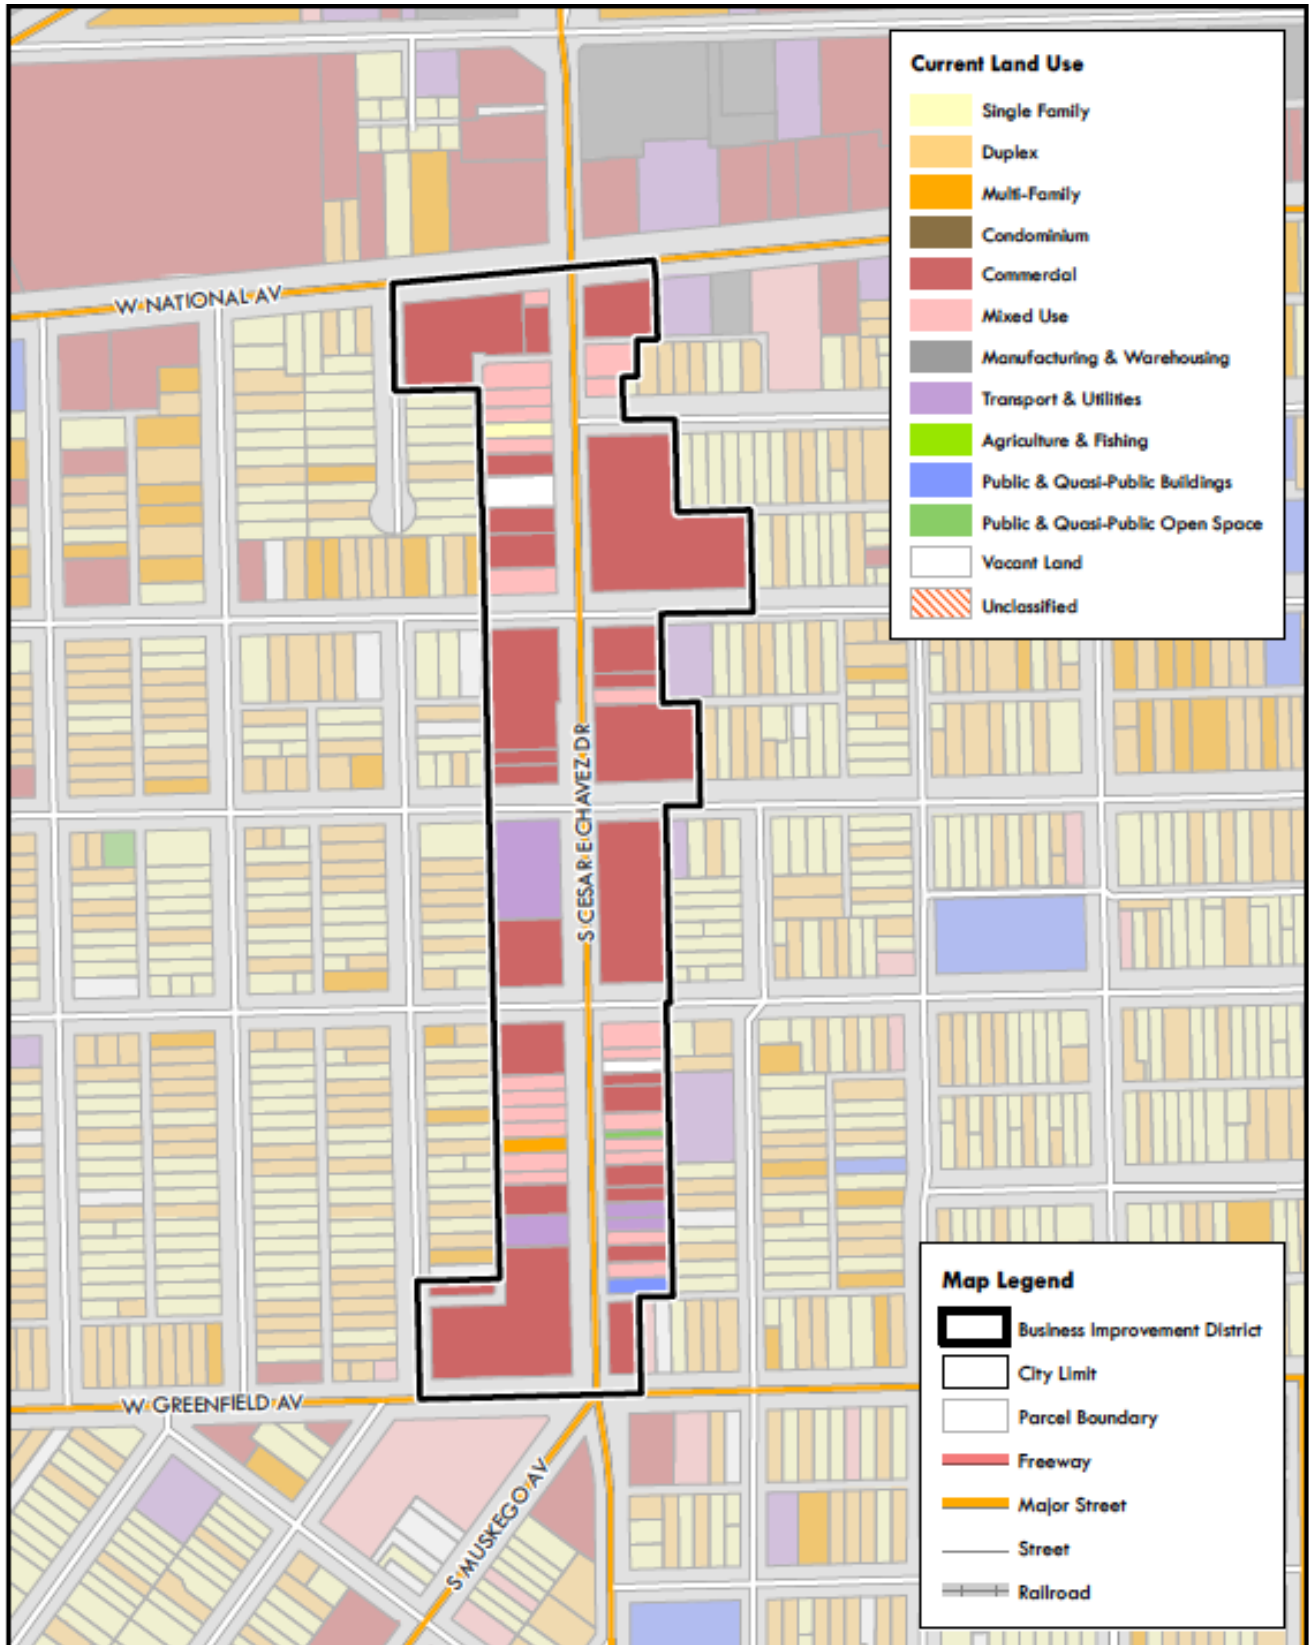 Current Land Use
Single Family
Duplex
Multi-Family
Condominium
Commercial
Mixed Use
Manufacturing & Warehousing
Transport & Utilities
Agriculture & Fishing
Public & Quasi-Public Buildings
Public & Quasi-Public Open Space
Vacant Land
Unclassified
W NATIONAL AV
S CESAR E CHAVEZ DR
W GREENFIELD AV
S MUSKEGO AV
Map Legend
Business Improvement District
City Limit
Parcel Boundary
Freeway
Major Street
Street
Railroad